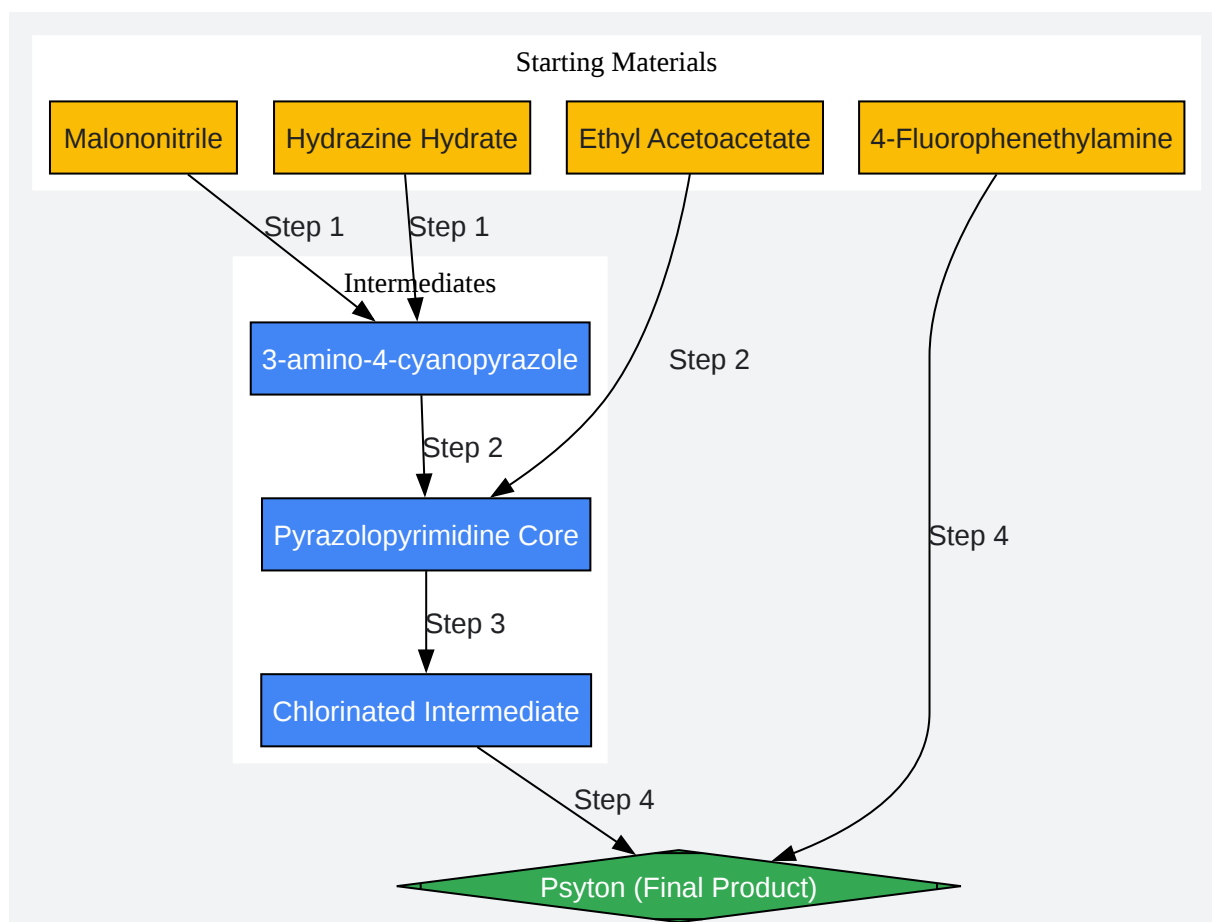 Starting Materials
Malononitrile
Hydrazine Hydrate
Ethyl Acetoacetate
4-Fluorophenethylamine
Step 1
Step 1
Intermediates
3-amino-4-cyanopyrazole
Step 2
Step 2
Pyrazolopyrimidine Core
Step 4
Step 3
Chlorinated Intermediate
Step 4
Psyton (Final Product)